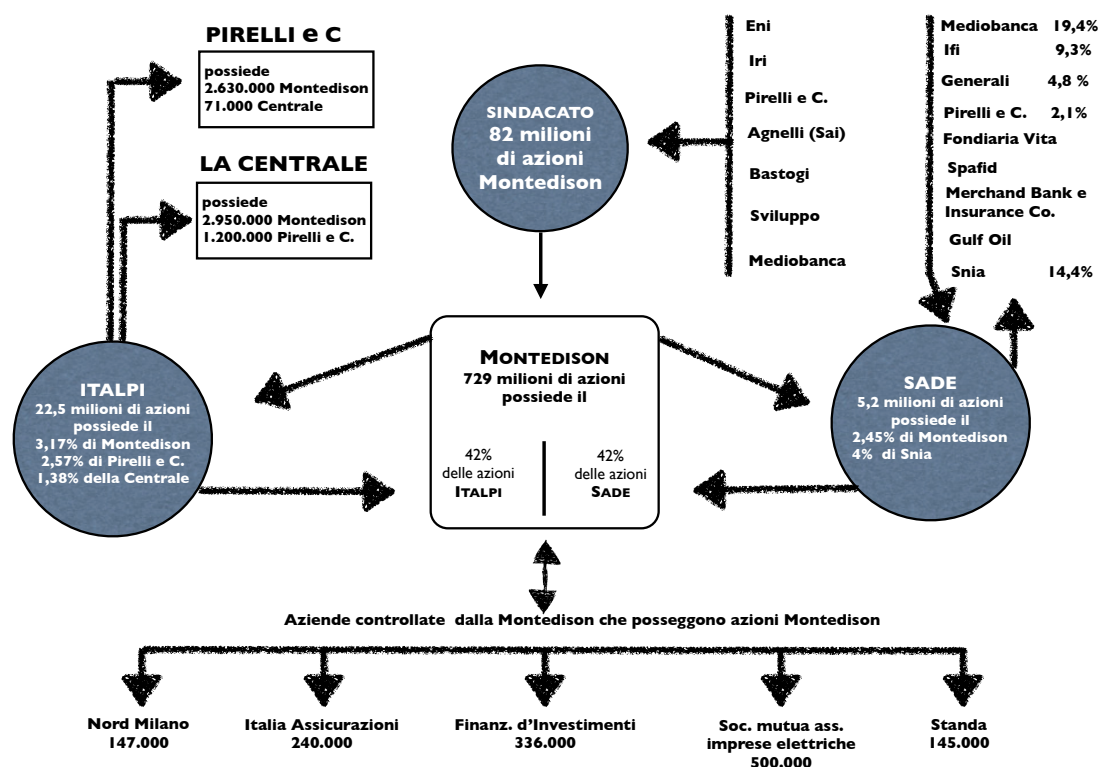 PIRELLI e C
possiede
2.630.000 Montedison
71.000 Centrale
LA CENTRALE
possiede
2.950.000 Montedison
1.200.000 Pirelli e C.
SINDACATO
82 milioni
di azioni
Montedison
Eni
Iri
Pirelli e C.
Agnelli (Sai)
Bastogi
Sviluppo
Mediobanca
Mediobanca 19,4%
Ifi 9,3%
Generali 4,8 %
Pirelli e C. 2,1%
Fondiaria Vita
Spafid
Merchand Bank e
Insurance Co.
Gulf Oil
Snia 14,4%
ITALPI
22,5 milioni di azioni
possiede il
3,17% di Montedison
2,57% di Pirelli e C.
1,38% della Centrale
MONTEDISON
729 milioni di azioni
possiede il
42%
delle azioni
ITALPI
42%
delle azioni
SADE
SADE
5,2 milioni di azioni
possiede il
2,45% di Montedison
4% di Snia
Aziende controllate dalla Montedison che posseggono azioni Montedison
Nord Milano
147.000
Italia Assicurazioni
240.000
Finanz. d'Investimenti
336.000
Soc. mutua ass.
imprese elettriche
500.000
Standa
145.000